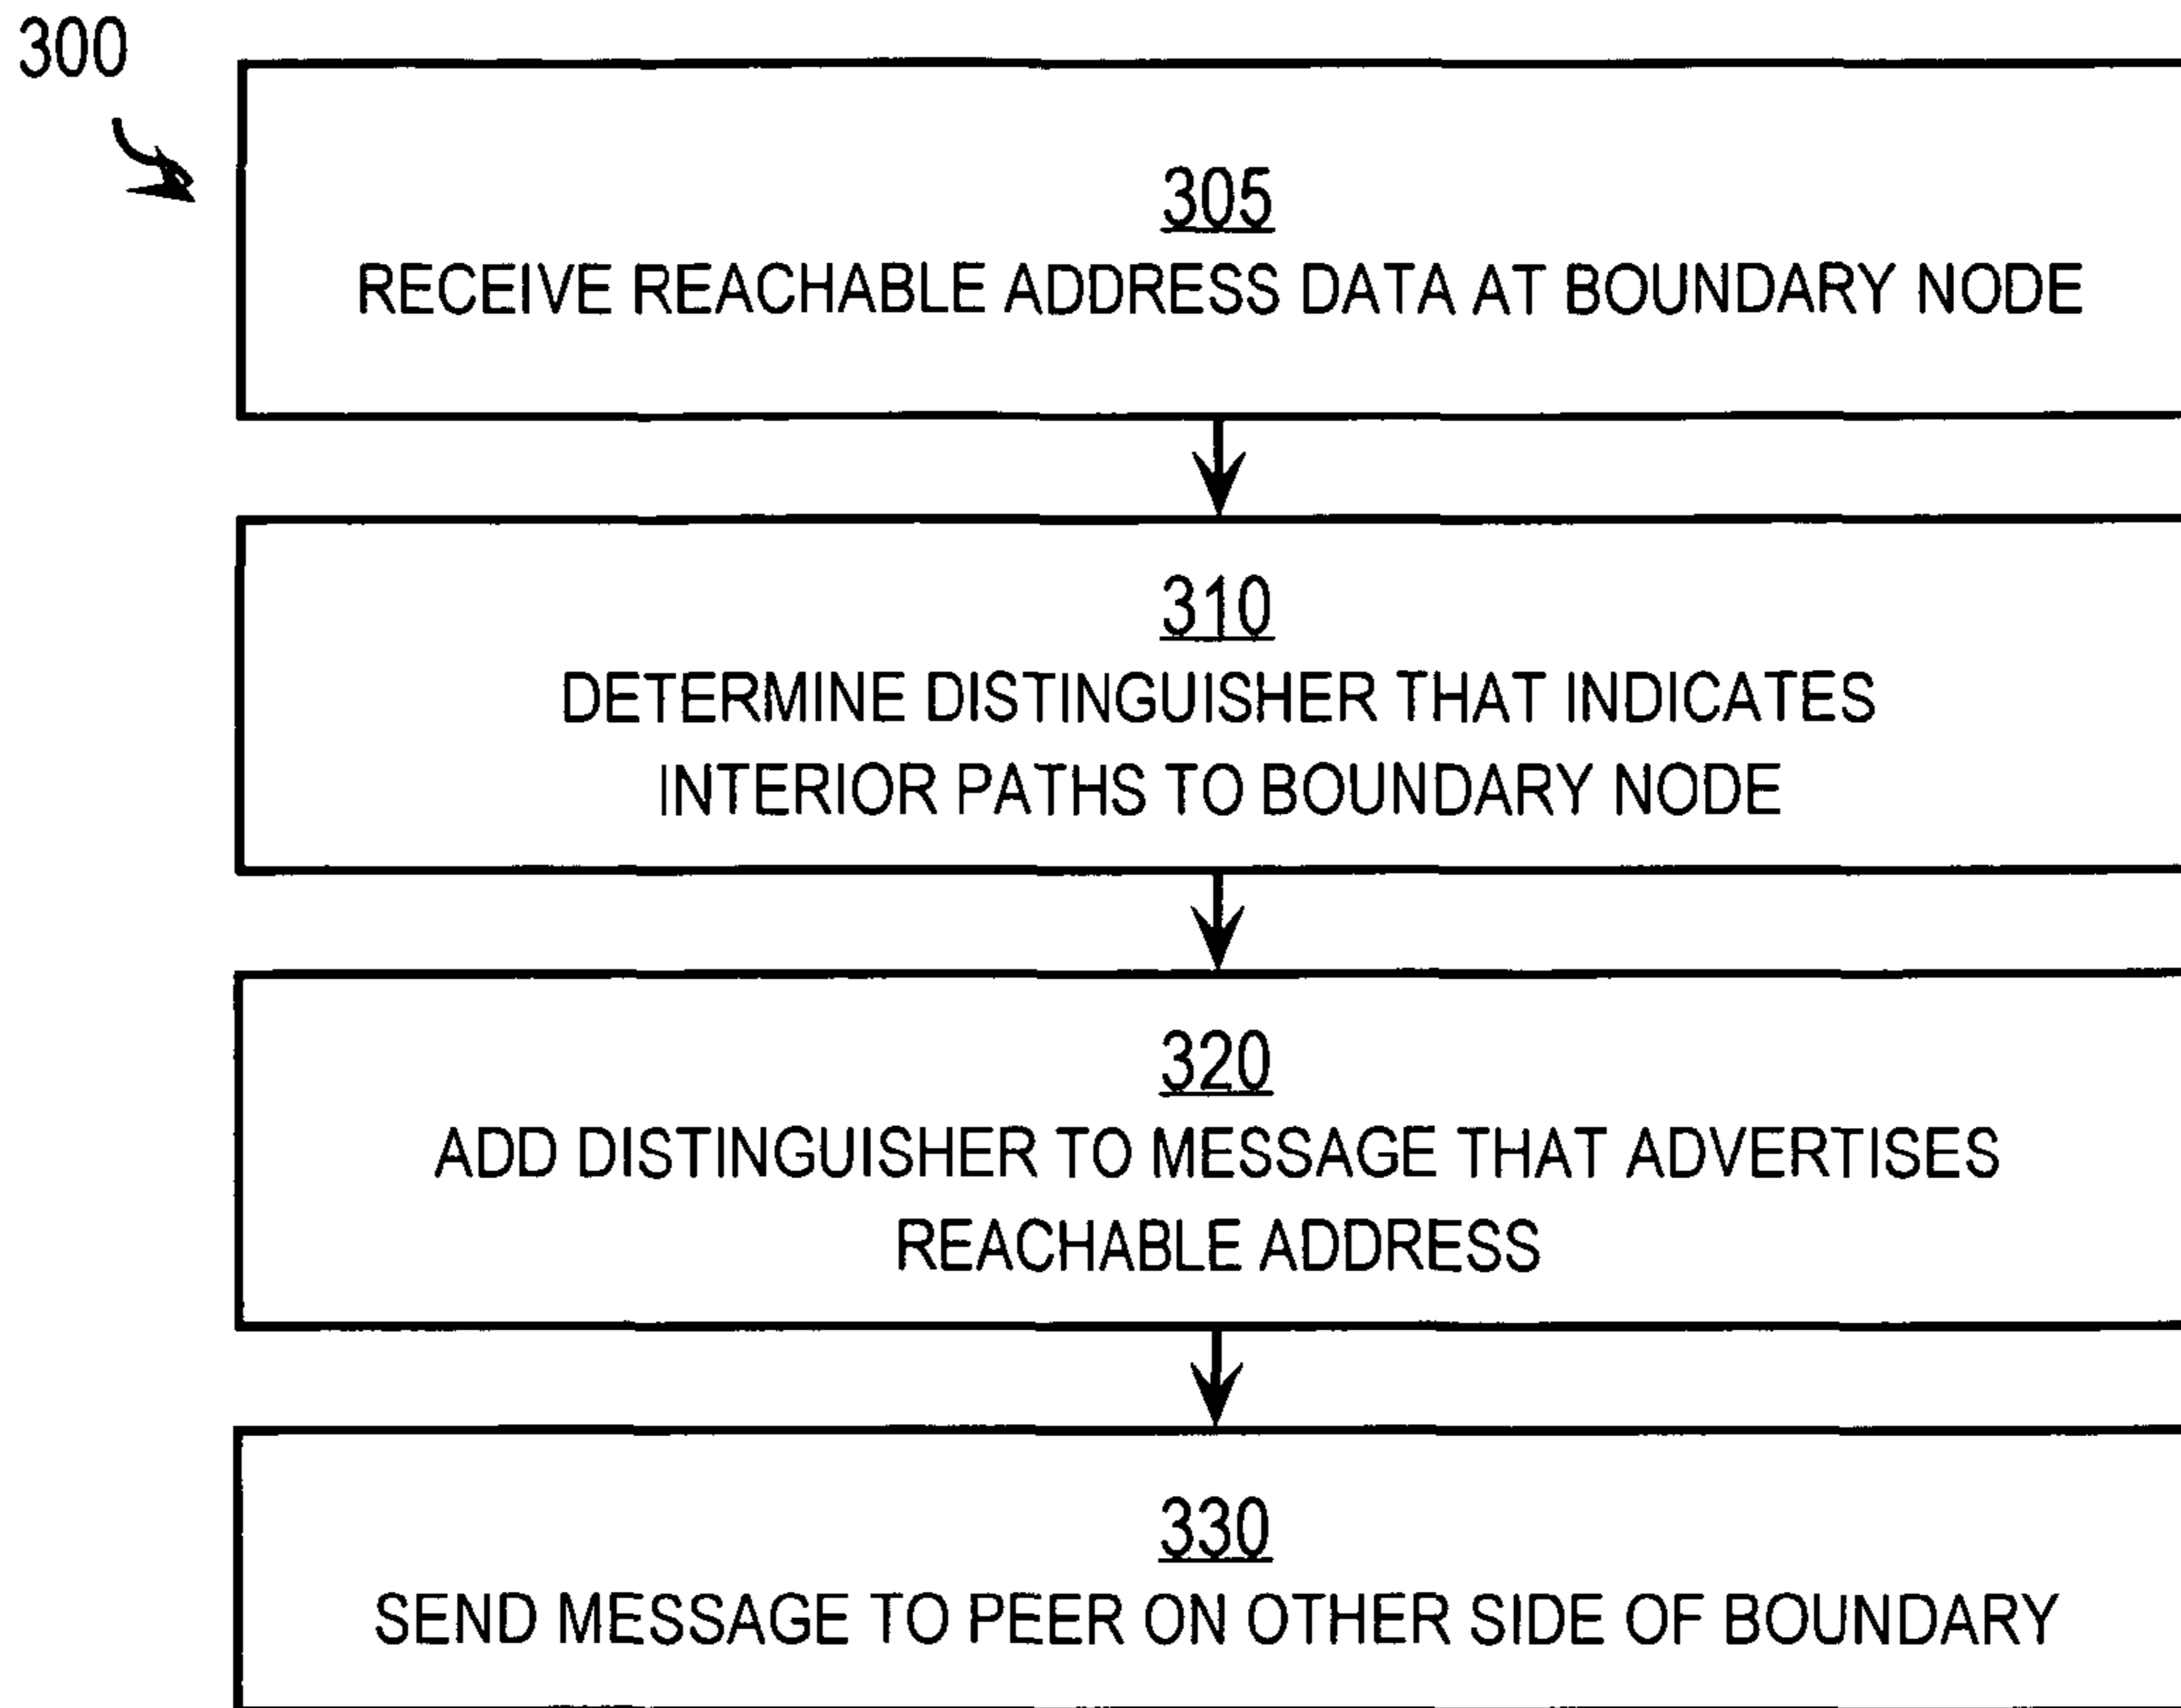 300
305
RECEIVE REACHABLE ADDRESS DATA AT BOUNDARY NODE
310
DETERMINE DISTINGUISHER THAT INDICATES
INTERIOR PATHS TO BOUNDARY NODE
320
ADD DISTINGUISHER TO MESSAGE THAT ADVERTISES
REACHABLE ADDRESS
330
SEND MESSAGE TO PEER ON OTHER SIDE OF BOUNDARY